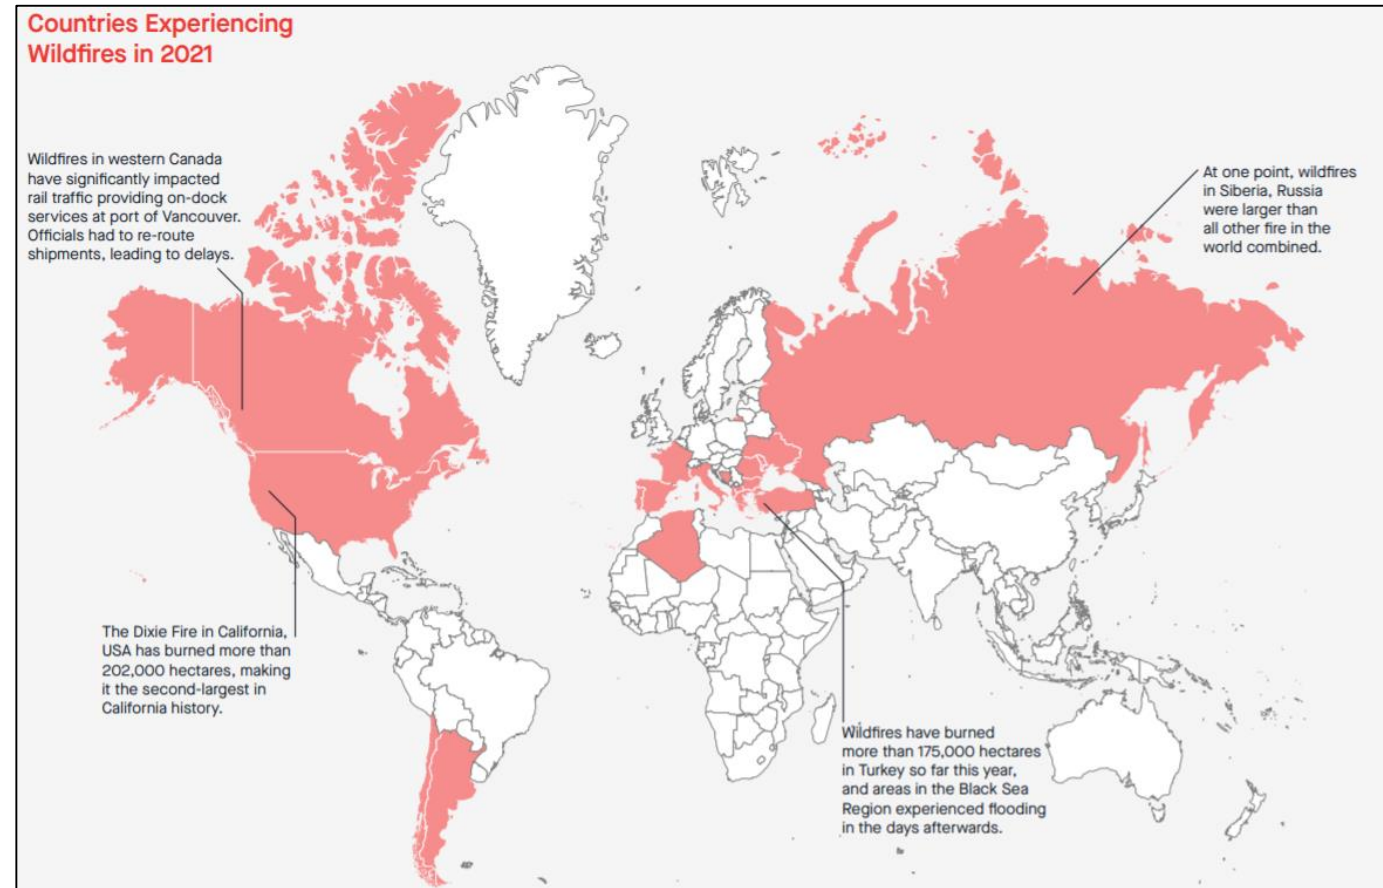 Countries Experiencing
Wildfires in 2021
Wildfires in western Canada
have significantly impacted
rail traffic providing on-dock
services at port of Vancouver.
Officials had to re-route
shipments, leading to delays.
At one point, wildfires
in Siberia, Russia
were larger than
all other fire in the
world combined.
The Dixie Fire in California,
USA has burned more than
202,000 hectares, making
it the second-largest in
California history.
Wildfires have burned
more than 175,000 hectares
in Turkey so far this year,
and areas in the Black Sea
Region experienced flooding
in the days afterwards.